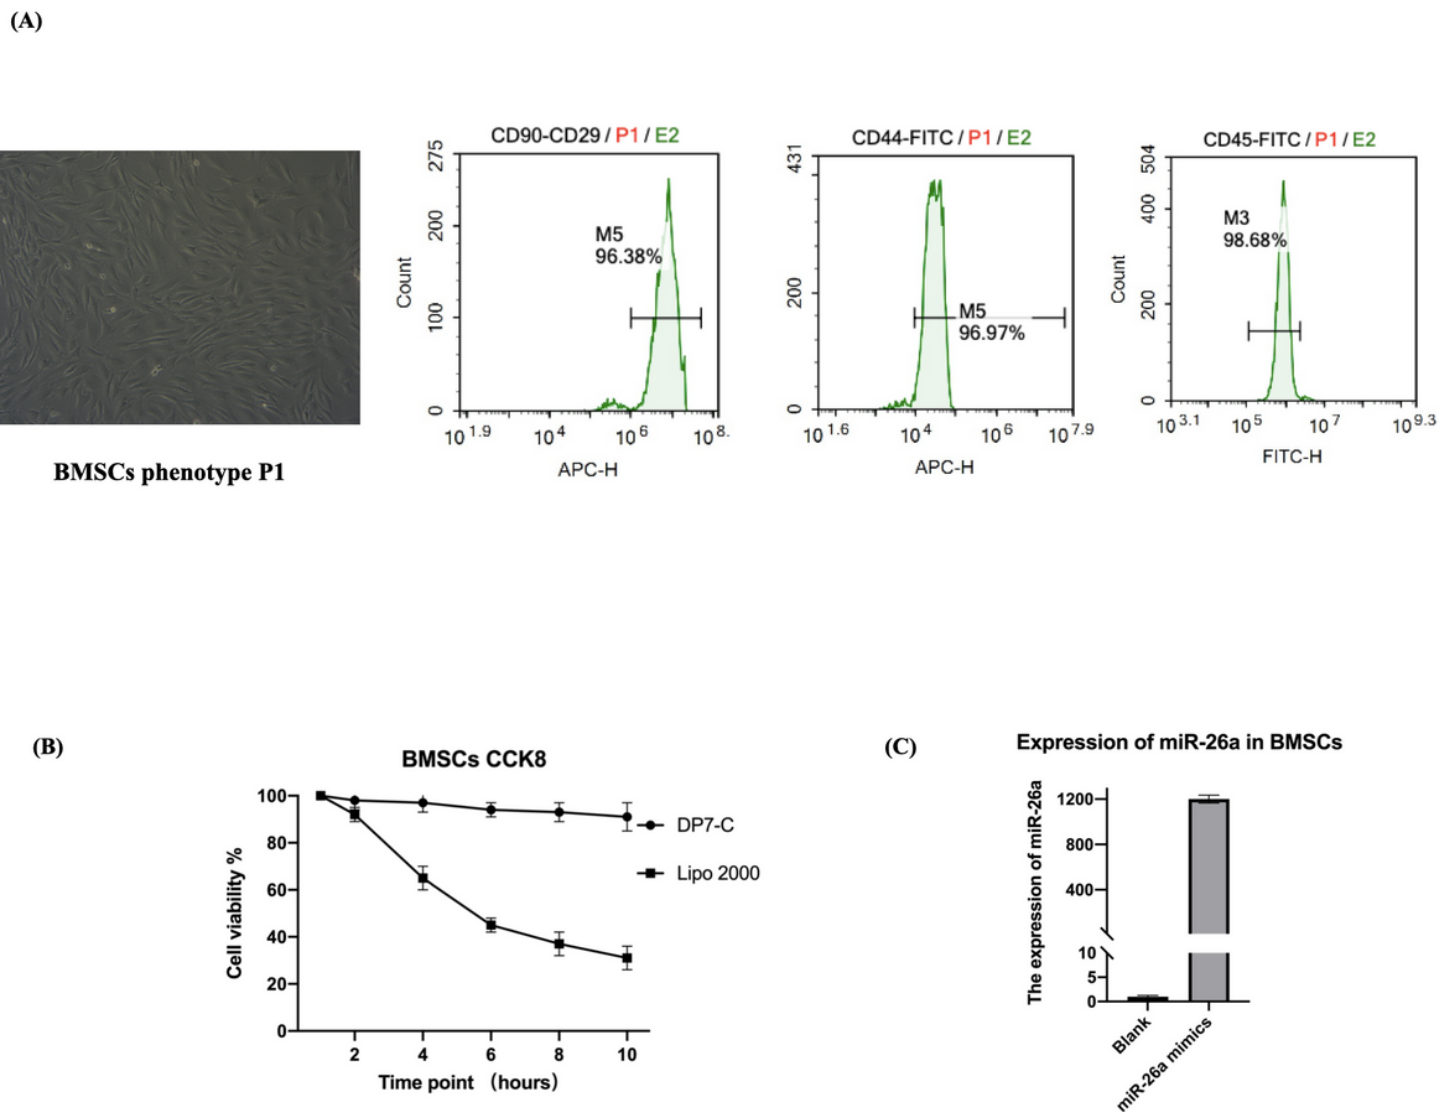 (A)
CD90-CD29 / P1 / E2
275
200
100
0
Count
M5
96.38%
10^1.9
10^4
10^6
10^8.
APC-H
CD44-FITC / P1 / E2
431
200
0
M5
96.97%
10^1.6
10^4
10^6
10^7.9
APC-H
CD45-FITC / P1 / E2
504
400
200
0
Count
M3
98.68%
10^3.1
10^5
10^7
10^9.3
FITC-H
BMSCs phenotype P1
(B)
BMSCs CCK8
100
80
60
40
20
0
Cell viability %
2
4
6
8
10
Time point （hours）
DP7-C
Lipo 2000
(C)
Expression of miR-26a in BMSCs
The expression of miR-26a
1200
800
400
10
5
0
Blank
miR-26a mimics